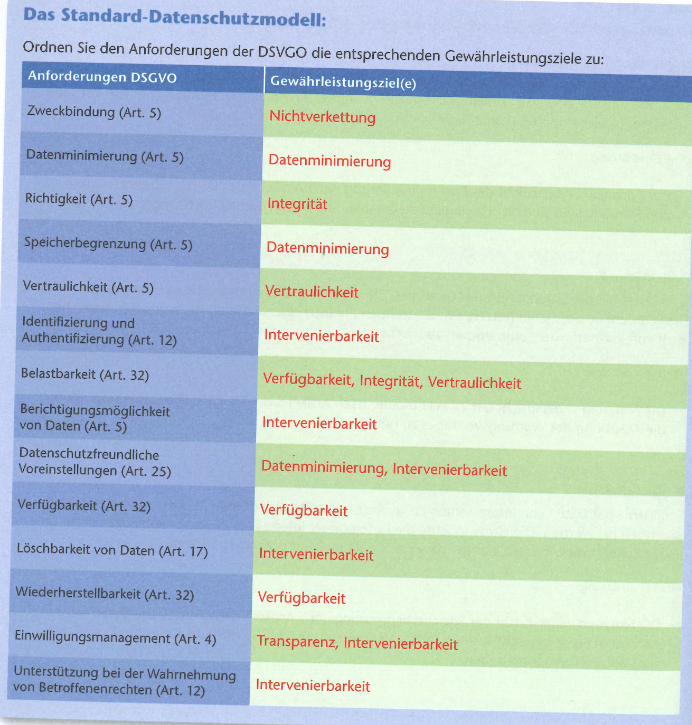 Das Standard-Datenschutzmodell:
Ordnen Sie den Anforderungen der DSVGO die entsprechenden Gewährleistungsziele zu:
Anforderungen DSGVO Gewährleistungsziel(e)
Zweckbindung (Art. 5) Nichtverkettung
Datenminimierung (Art. 5) Datenminimierung
Richtigkeit (Art. 5) Integrität
Speicherbegrenzung (Art. 5) Datenminimierung
Vertraulichkeit (Art. 5) Vertraulichkeit
Identifizierung und
Authentifizierung (Art. 12) Intervenierbarkeit
Belastbarkeit (Art. 32) Verfügbarkeit, Integrität, Vertraulichkeit
Berichtigungsmöglichkeit
von Daten (Art. 5) Intervenierbarkeit
Datenschutzfreundliche
Voreinstellungen (Art. 25) Datenminimierung, Intervenierbarkeit
Verfügbarkeit (Art. 32) Verfügbarkeit
Löschbarkeit von Daten (Art. 17) Intervenierbarkeit
Wiederherstellbarkeit (Art. 32) Verfügbarkeit
Einwilligungsmanagement (Art. 4) Transparenz, Intervenierbarkeit
Unterstützung bei der Wahrnehmung
von Betroffenenrechten (Art. 12) Intervenierbarkeit